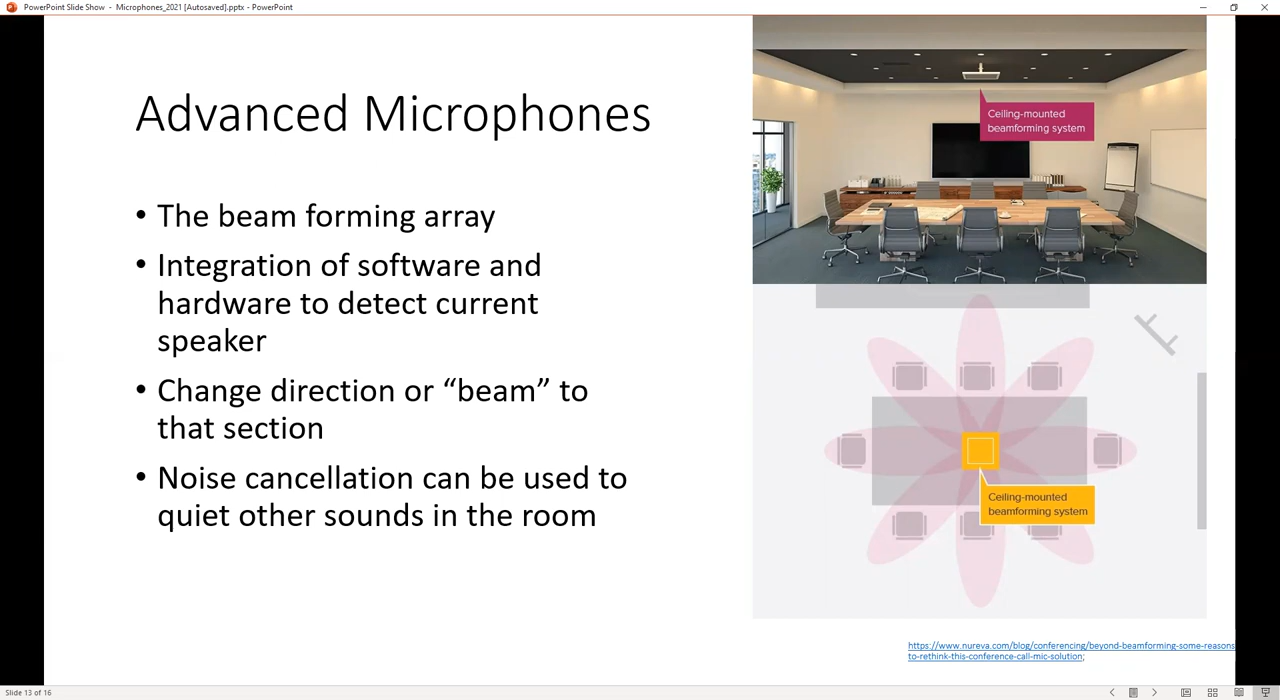 PowerPoint Slide Show - Microphones_2021 [Autosaved].pptx - PowerPoint
Advanced Microphones
• The beam forming array
• Integration of software and
hardware to detect current
speaker
• Change direction or “beam” to
that section
• Noise cancellation can be used to
quiet other sounds in the room
Ceiling-mounted
beamforming system
Ceiling-mounted
beamforming system
https://www.nureva.com/blog/conferencing/beyond-beamforming-some-reasons
to-rethink-this-conference-call-mic-solution;
Slide 13 of 16